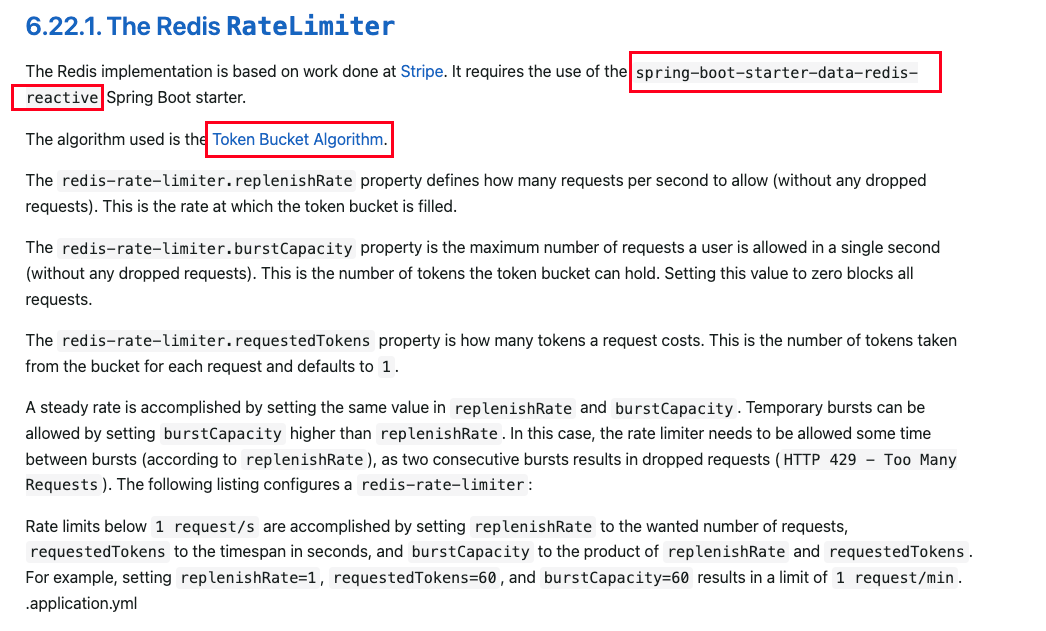 6.22.1. The Redis RateLimiter
The Redis implementation is based on work done at Stripe. It requires the use of the spring-boot-starter-data-redis-
reactive Spring Boot starter.
The algorithm used is the Token Bucket Algorithm.
The redis-rate-limiter.replenishRate property defines how many requests per second to allow (without any dropped
requests). This is the rate at which the token bucket is filled.
The redis-rate-limiter.burstCapacity property is the maximum number of requests a user is allowed in a single second
(without any dropped requests). This is the number of tokens the token bucket can hold. Setting this value to zero blocks all
requests.
The redis-rate-limiter.requestedTokens property is how many tokens a request costs. This is the number of tokens taken
from the bucket for each request and defaults to 1.
A steady rate is accomplished by setting the same value in replenishRate and burstCapacity. Temporary bursts can be
allowed by setting burstCapacity higher than replenishRate. In this case, the rate limiter needs to be allowed some time
between bursts (according to replenishRate), as two consecutive bursts results in dropped requests (HTTP 429 - Too Many
Requests). The following listing configures a redis-rate-limiter:
Rate limits below 1 request/s are accomplished by setting replenishRate to the wanted number of requests,
requestedTokens to the timespan in seconds, and burstCapacity to the product of replenishRate and requestedTokens.
For example, setting replenishRate=1, requestedTokens=60, and burstCapacity=60 results in a limit of 1 request/min.
.application.yml